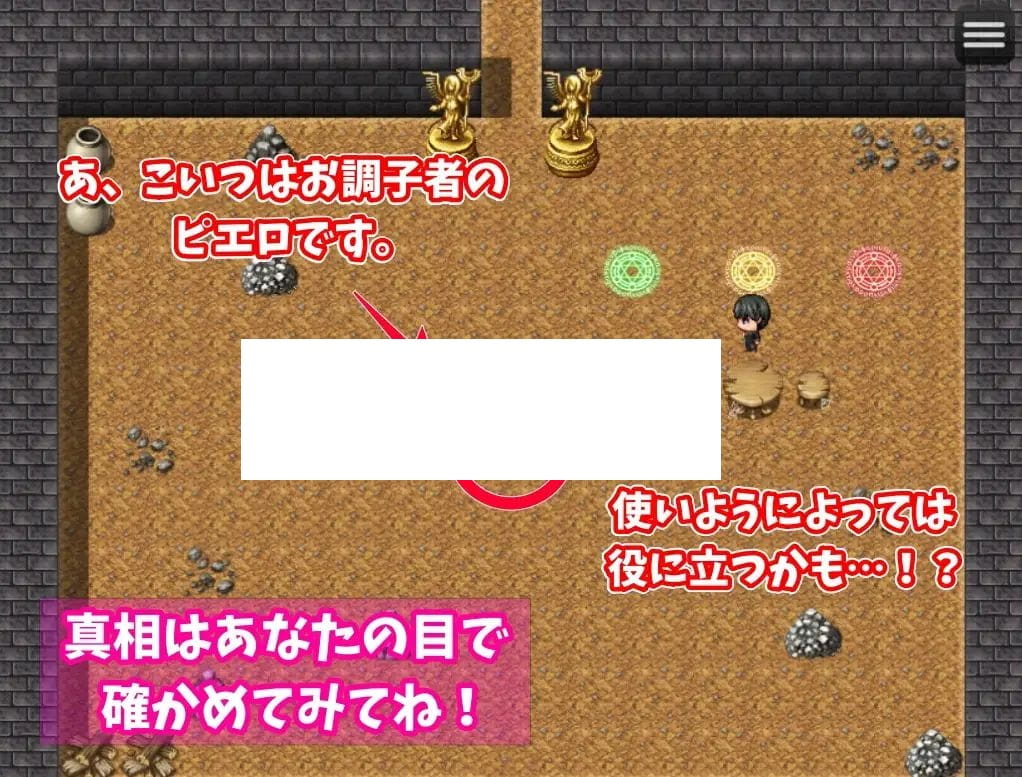 あ、こいつはお調子者の
ピエロです。
使いようによっては
役に立つかも…！？
真相はあなたの目で
確かめてみてね！